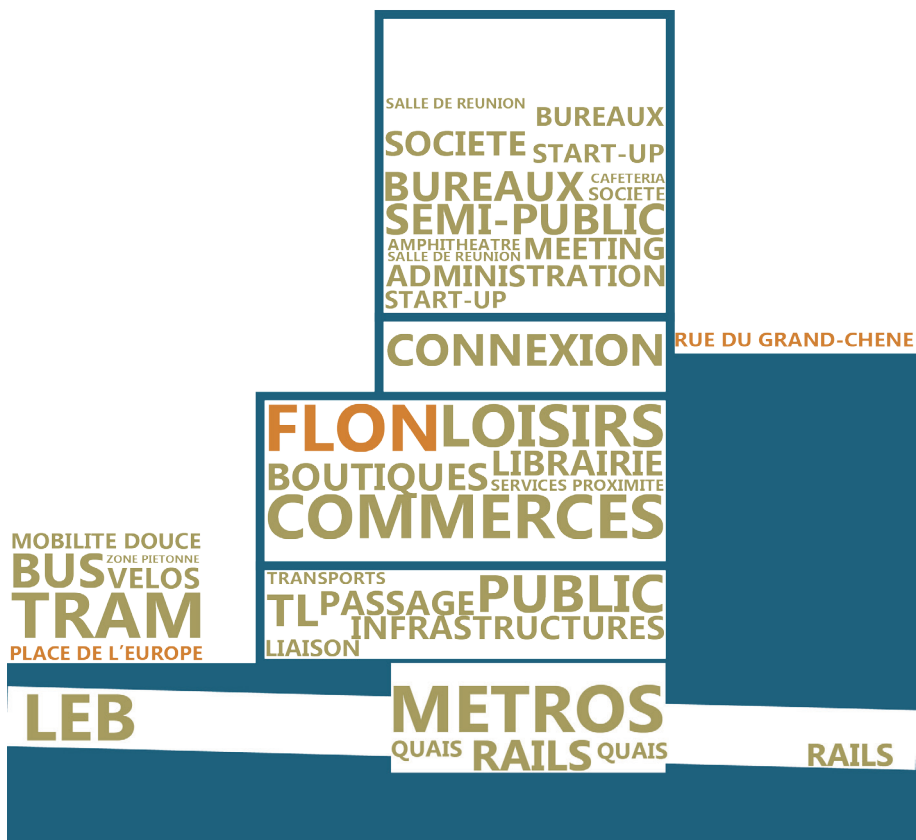 SALLE DE REUNION
BUREAUX
SOCIETE
START-UP
BUREAUX
CAFETERIA
SOCIETE
SEMI-PUBLIC
AMPHITHEATRE
SALLE DE REUNION
MEETING
ADMINISTRATION
START-UP
CONNEXION
RUE DU GRAND-CHENE
FLON LOISIRS
BOUTIQUES
LIBRAIRIE
SERVICES PROXIMITE
COMMERCES
MOBILITE DOUCE
BUS
ZONE PIETONNE
VELOS
TRAM
PLACE DE L'EUROPE
TRANSPORTS
TL
PASSAGE
PUBLIC
INFRASTRUCTURES
LIAISON
LEB
METROS
QUAIS
RAILS
QUAIS
RAILS